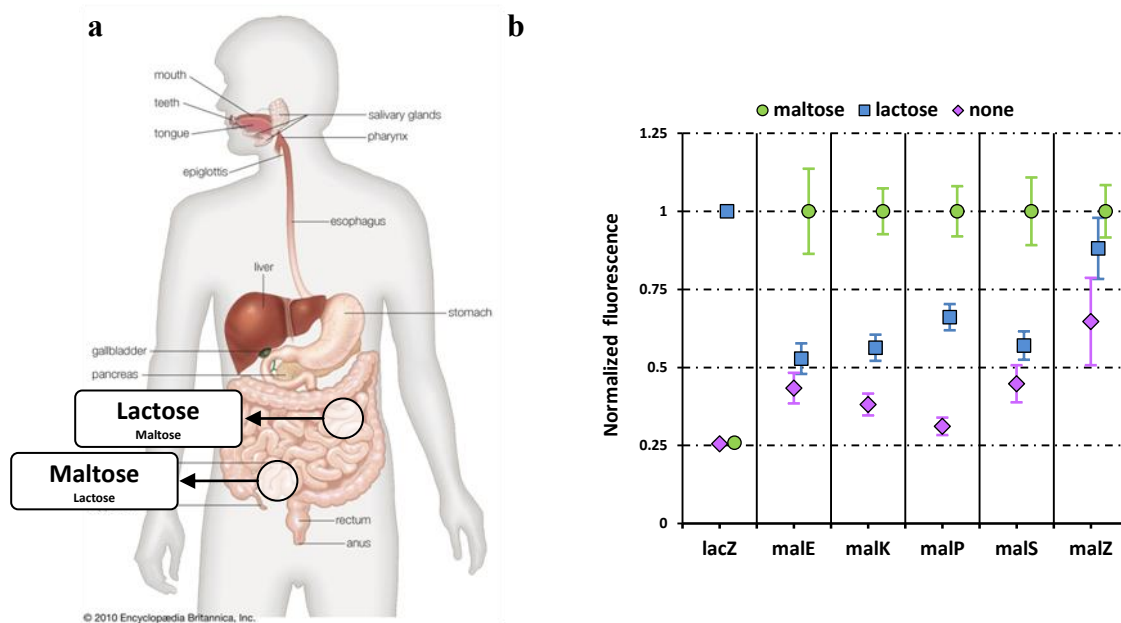 a
mouth
teeth
tongue
salivary glands
pharynx
epiglottis
esophagus
liver
stomach
gallbladder
pancreas
Lactose
Maltose
Maltose
Lactose
rectum
anus
© 2010 Encyclopædia Britannica, Inc.
b
maltose lactose none
Normalized fluorescence
1.25
1
0.75
0.5
0.25
0
lacZ malE malK malP malS malZ